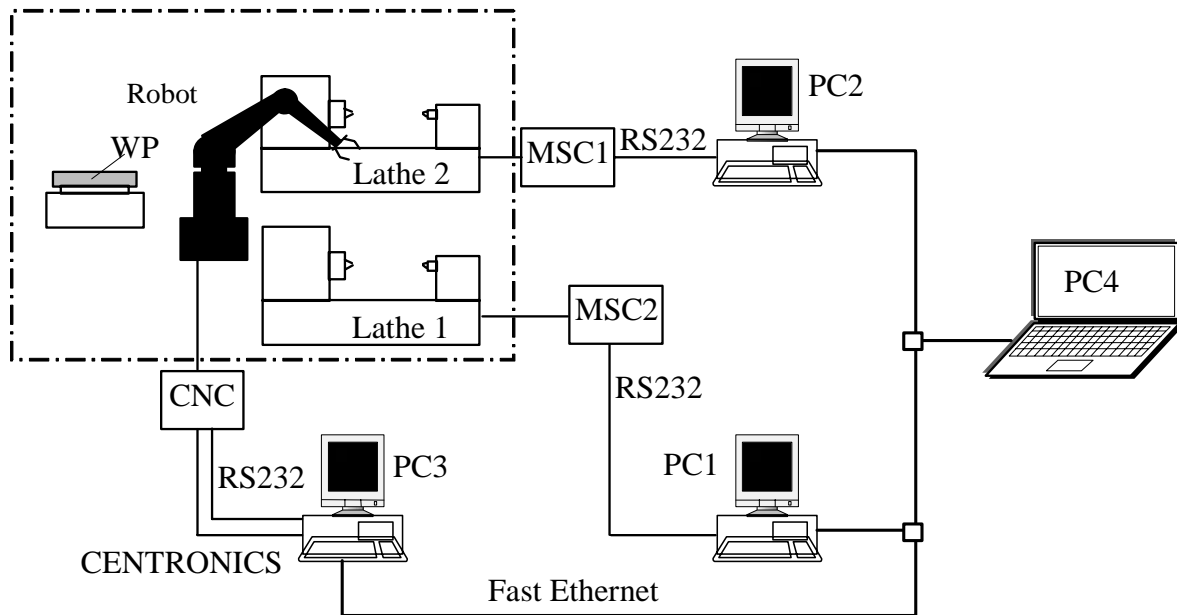 Robot
WP
Lathe 2
MSC1
RS232
PC2
Lathe 1
MSC2
PC4
CNC
RS232
RS232
PC3
PC1
CENTRONICS
Fast Ethernet